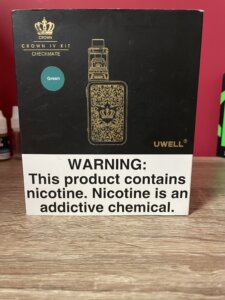 CROWN
CROWN IV KIT
CHECKMATE
Green
UWELL®
WARNING:
This product contains
nicotine. Nicotine is an
addictive chemical.